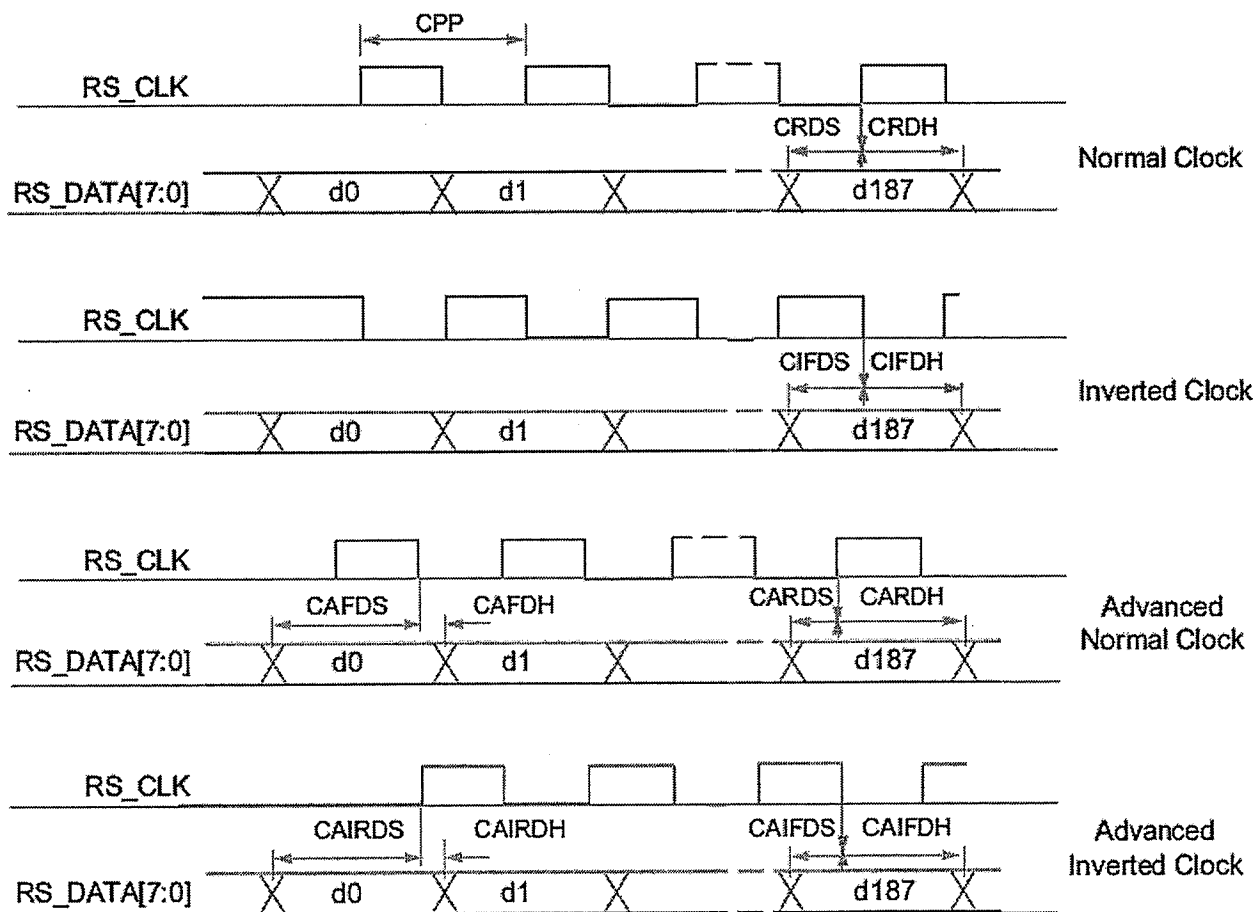 CPP
RS_CLK
CRDS CRDH
Normal Clock
RS_DATA[7:0] d0 d1 d187
RS_CLK
CIFDS CIFDH
Inverted Clock
RS_DATA[7:0] d0 d1 d187
RS_CLK
CAFDS CAFDH CARDS CARDH
Advanced
Normal Clock
RS_DATA[7:0] d0 d1 d187
RS_CLK
CAIRDS CAIRDH CAIFDS CAIFDH
Advanced
Inverted Clock
RS_DATA[7:0] d0 d1 d187